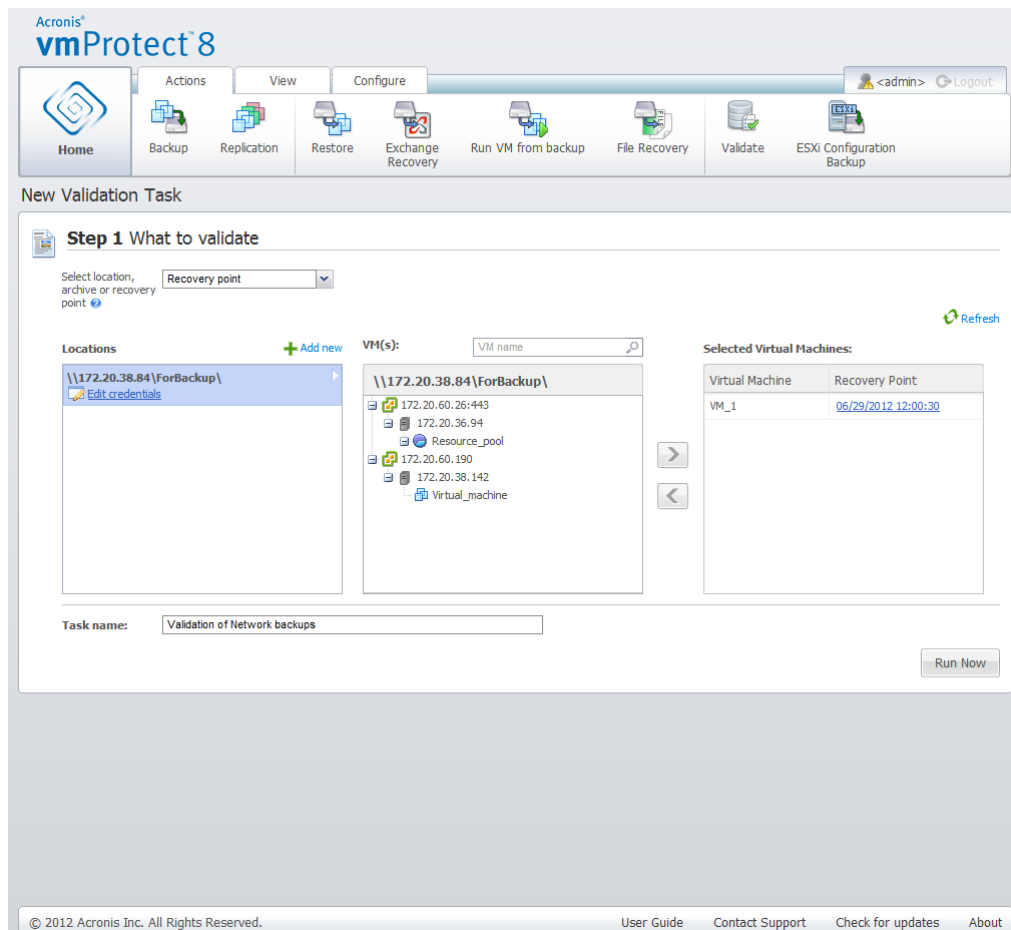 Acronis®
vmProtect™ 8
Actions View Configure
<admin> Logout
Home
Backup
Replication
Restore
Exchange Recovery
Run VM from backup
File Recovery
Validate
ESXi
ESXi Configuration Backup
New Validation Task
Step 1 What to validate
Select location,
archive or recovery
point
Recovery point
Refresh
Locations
Add new
\\172.20.38.84\ForBackup\
Edit credentials
VM(s):
VM name
\\172.20.38.84\ForBackup\
172.20.60.26:443
172.20.36.94
Resource_pool
172.20.60.190
172.20.38.142
Virtual_machine
Selected Virtual Machines:
Virtual Machine Recovery Point
VM_1 06/29/2012 12:00:30
Task name:
Validation of Network backups
Run Now
© 2012 Acronis Inc. All Rights Reserved.
User Guide Contact Support Check for updates About